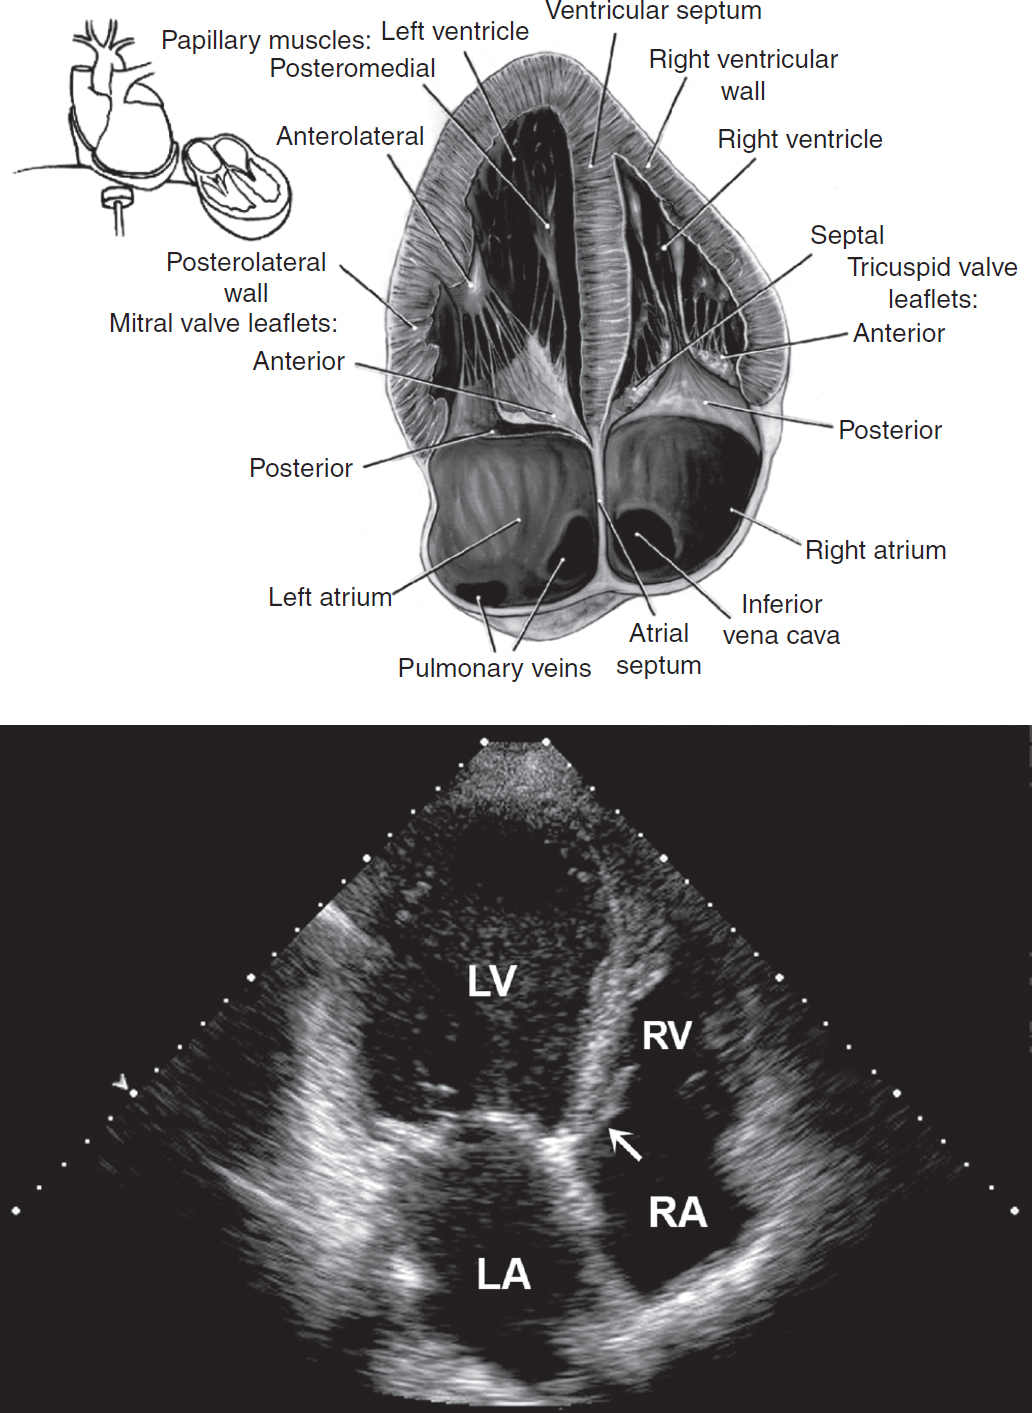 Ventricular septum
Papillary muscles:
Left ventricle
Posteromedial
Right ventricular
wall
Anterolateral
Right ventricle
Septal
Posterolateral
wall
Tricuspid valve
leaflets:
Mitral valve leaflets:
Anterior
Anterior
Posterior
Posterior
Right atrium
Left atrium
Inferior
vena cava
Atrial
septum
Pulmonary veins
LV
RV
RA
LA